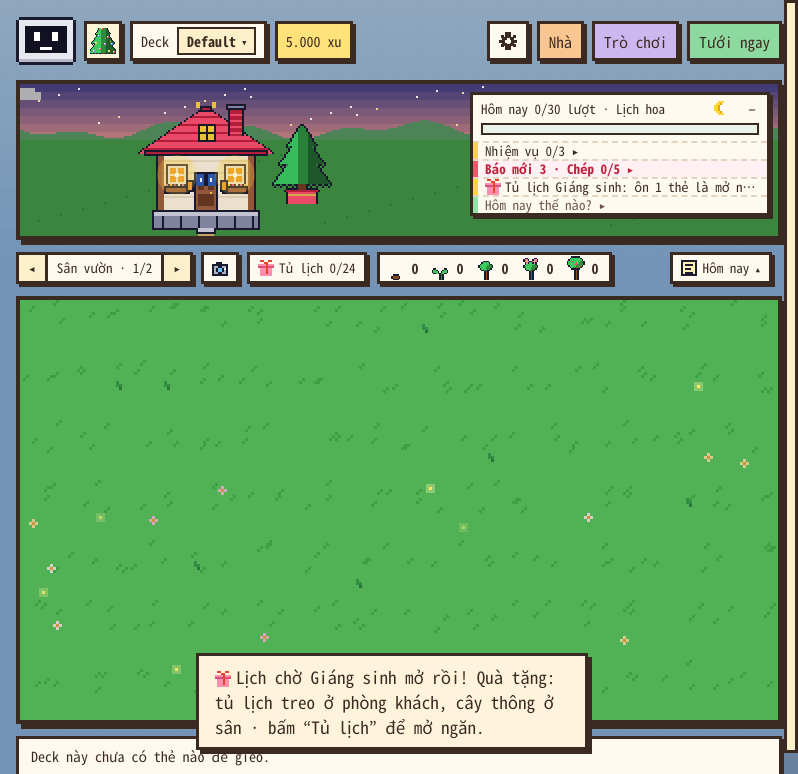 Deck Default ▾ 5.000 xu Nhà Trò chơi Tưới ngay
Hôm nay 0/30 lượt · Lịch hoa –
Nhiệm vụ 0/3 ▸
Báo mới 3 · Chép 0/5 ▸
Tủ lịch Giáng sinh: ôn 1 thẻ là mở n⋯
Hôm nay thế nào? ▸
◂ Sân vườn · 1/2 ▸ Tủ lịch 0/24 0 0 0 0 0 Hôm nay ▴
Lịch chờ Giáng sinh mở rồi! Quà tặng:
tủ lịch treo ở phòng khách, cây thông ở
sân · bấm “Tủ lịch” để mở ngăn.
Deck này chưa có thẻ nào để gieo.